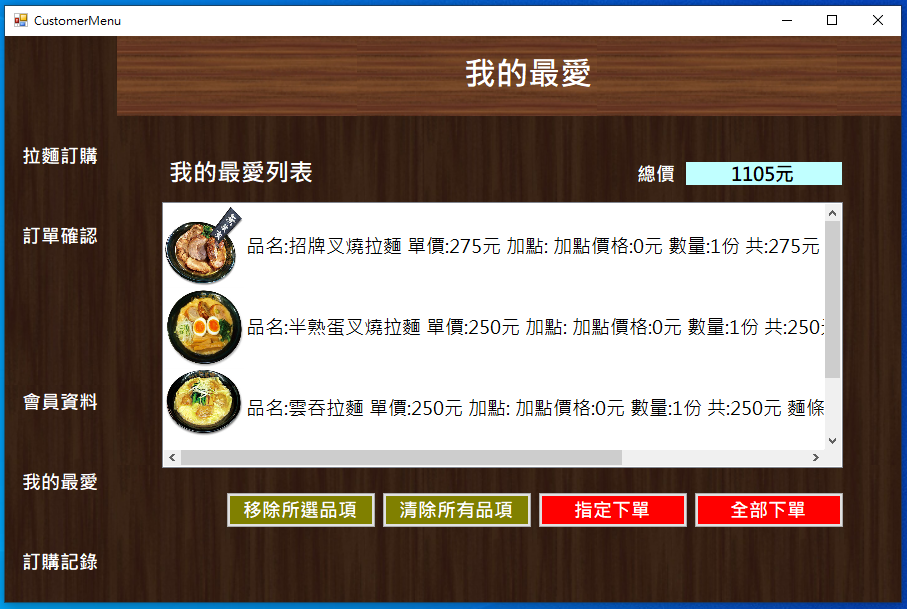 CustomerMenu
我的最愛
拉麵訂購
訂單確認
會員資料
我的最愛
訂購記錄
我的最愛列表
總價 1105元
品名:招牌叉燒拉麵 單價:275元 加點: 加點價格:0元 數量:1份 共:275元
品名:半熟蛋叉燒拉麵 單價:250元 加點: 加點價格:0元 數量:1份 共:250元
品名:雲吞拉麵 單價:250元 加點: 加點價格:0元 數量:1份 共:250元 麵條
移除所選品項 清除所有品項 指定下單 全部下單